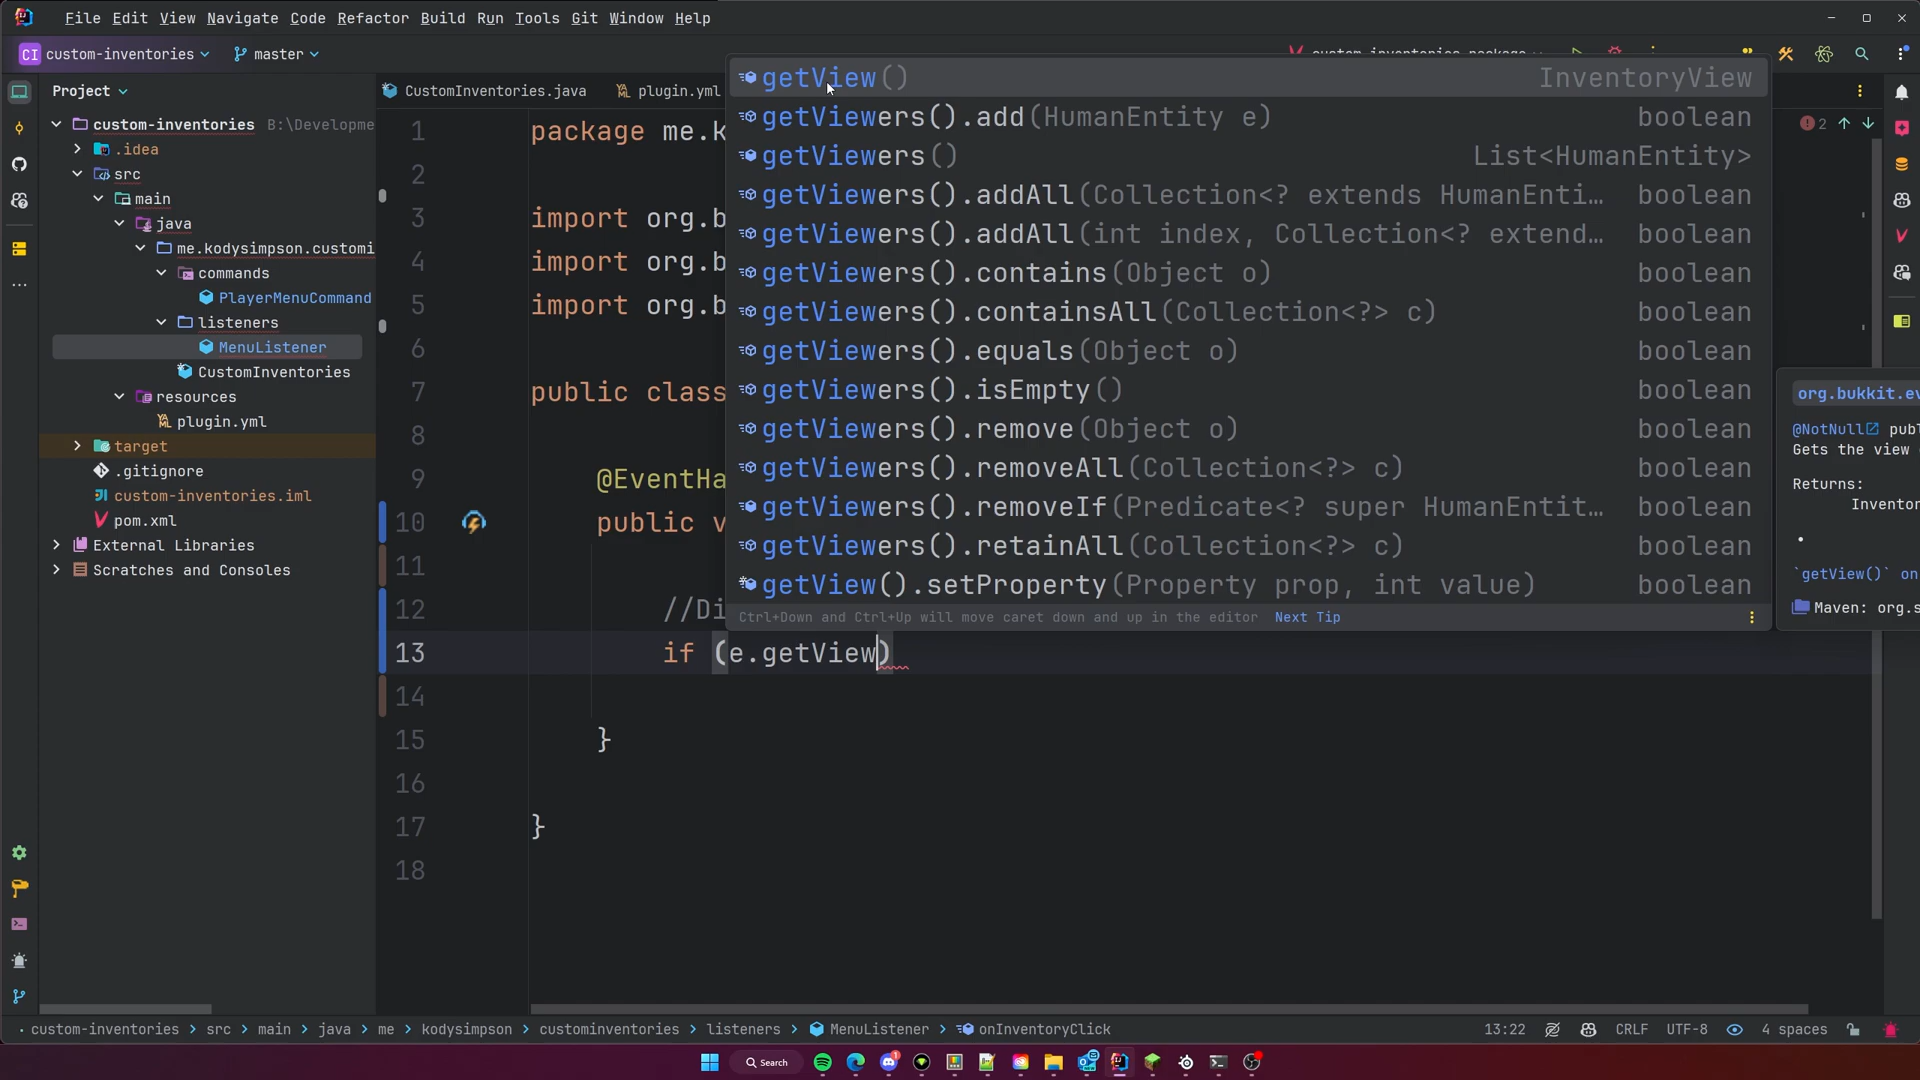 File Edit View Navigate Code Refactor Build Run Tools Git Window Help
CI custom-inventories master
Project
CustomInventories.java plugin.yml
custom-inventories B:\Developme
.idea
src
main
java
me.kodysimpson.customi
commands
PlayerMenuCommand
listeners
MenuListener
CustomInventories
resources
plugin.yml
target
.gitignore
custom-inventories.iml
pom.xml
External Libraries
Scratches and Consoles
1 package me.k
2
3 import org.b
4 import org.b
5 import org.b
6
7 public class
8
9 @EventHa
10 public v
11
12 //Di
13 if (e.getView)
14
15 }
16
17 }
18
getView() InventoryView
getViewers().add(HumanEntity e) boolean
getViewers() List<HumanEntity>
getViewers().addAll(Collection<? extends HumanEnti… boolean
getViewers().addAll(int index, Collection<? extend… boolean
getViewers().contains(Object o) boolean
getViewers().containsAll(Collection<?> c) boolean
getViewers().equals(Object o) boolean
getViewers().isEmpty() boolean
getViewers().remove(Object o) boolean
getViewers().removeAll(Collection<?> c) boolean
getViewers().removeIf(Predicate<? super HumanEntit… boolean
getViewers().retainAll(Collection<?> c) boolean
getView().setProperty(Property prop, int value) boolean
Ctrl+Down and Ctrl+Up will move caret down and up in the editor Next Tip
2
org.bukkit.ev
@NotNull publ
Gets the view
Returns:
Inventor
•
`getView()` on
Maven: org.s
custom-inventories > src > main > java > me > kodysimpson > custominventories > listeners > MenuListener > onInventoryClick
13:22 CRLF UTF-8 4 spaces
Search
1